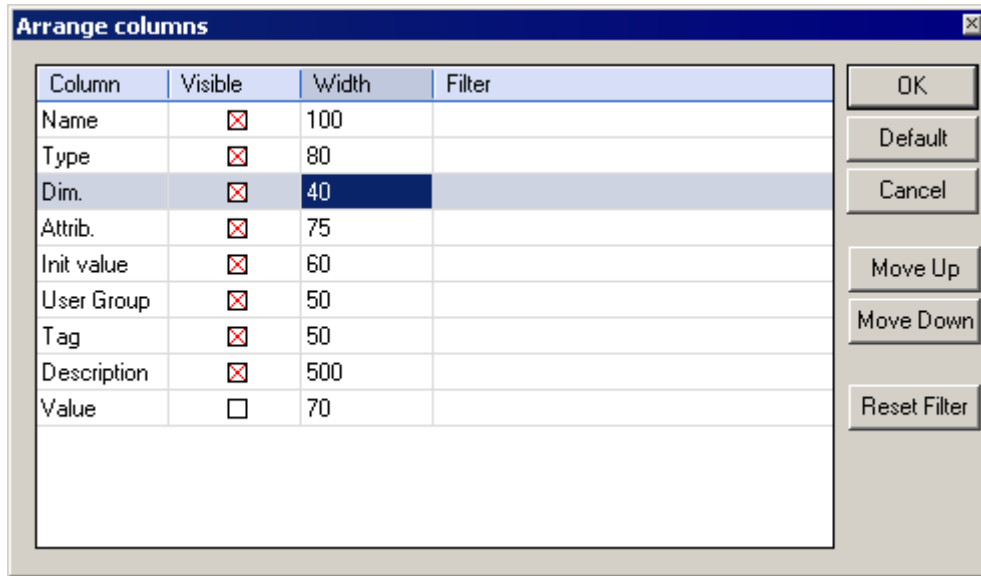 Arrange columns
Column Visible Width Filter
Name 100
Type 80
Dim. 40
Attrib. 75
Init value 60
User Group 50
Tag 50
Description 500
Value 70
OK
Default
Cancel
Move Up
Move Down
Reset Filter